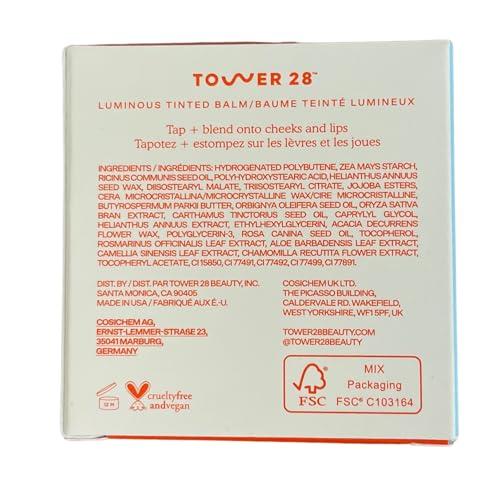 TOWER 28™
LUMINOUS TINTED BALM/BAUME TEINTÉ LUMINEUX
Tap + blend onto cheeks and lips
Tapotez + estompez sur les lèvres et les joues
INGREDIENTS / INGRÉDIENTS: HYDROGENATED POLYBUTENE, ZEA MAYS STARCH,
RICINUS COMMUNIS SEED OIL, POLYHYDROXYSTEARIC ACID, HELIANTHUS ANNUUS
SEED WAX, DIISOSTEARYL MALATE, TRIISOSTEARYL CITRATE, JOJOBA ESTERS,
CERA MICROCRISTALLINA/MICROCRYSTALLINE WAX/CIRE MICROCRISTALLINE,
BUTYROSPERMUM PARKII BUTTER, ORBIGNYA OLEIFERA SEED OIL, ORYZA SATIVA
BRAN EXTRACT, CARTHAMUS TINCTORIUS SEED OIL, CAPRYLYL GLYCOL,
HELIANTHUS ANNUUS EXTRACT, ETHYLHEXYLGLYCERIN, ACACIA DECURRENS
FLOWER WAX, POLYGLYCERIN-3, ROSA CANINA SEED OIL, TOCOPHEROL,
ROSMARINUS OFFICINALIS LEAF EXTRACT, ALOE BARBADENSIS LEAF EXTRACT,
CAMELLIA SINENSIS LEAF EXTRACT, CHAMOMILLA RECUTITA FLOWER EXTRACT,
TOCOPHERYL ACETATE, CI 15850, CI 77491, CI 77492, CI 77499, CI 77891.
DIST. BY / DIST. PAR TOWER 28 BEAUTY, INC.
SANTA MONICA, CA 90405
MADE IN USA / FABRIQUÉ AUX É.-U.
COSICHEM AG,
ERNST-LEMMER-STRAßE 23,
35041 MARBURG,
GERMANY
COSICHEM UK LTD.
THE PICASSO BUILDING,
CALDERVALE RD. WAKEFIELD,
WEST YORKSHIRE, WF1 5PF, UK
TOWER28BEAUTY.COM
@TOWER28BEAUTY
12 M
crueltyfree
andvegan
FSC
MIX
Packaging
FSC® C103164